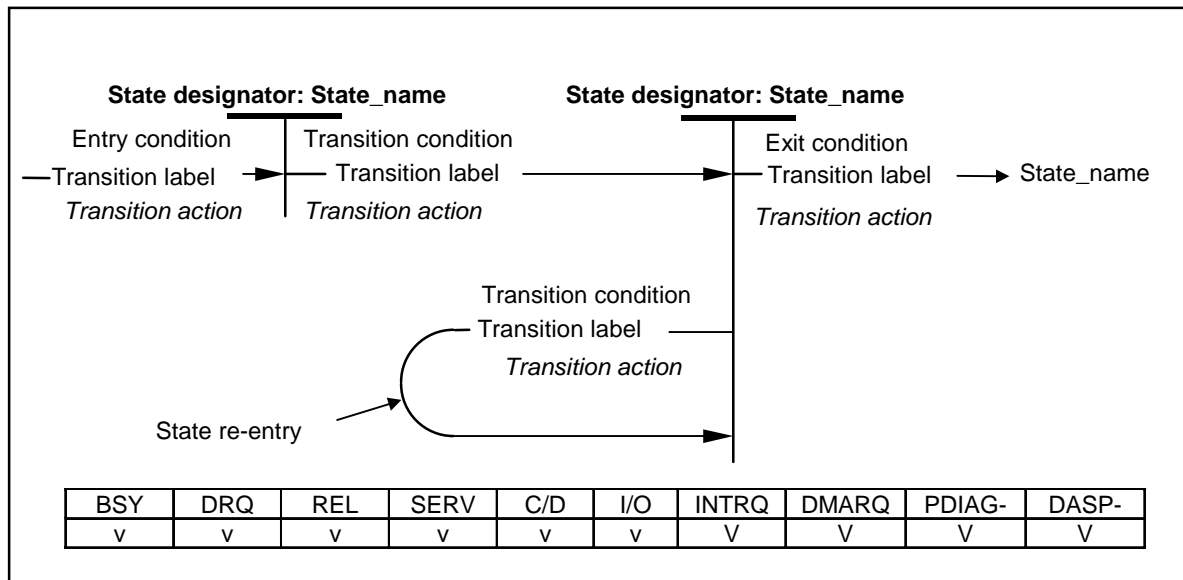 State designator: State_name State designator: State_name
Entry condition Transition condition Exit condition
Transition label Transition label Transition label State_name
Transition action Transition action Transition action
Transition condition
Transition label
Transition action
State re-entry
BSY DRQ REL SERV C/D I/O INTRQ DMARQ PDIAG- DASP-
v v v v v v V V V V